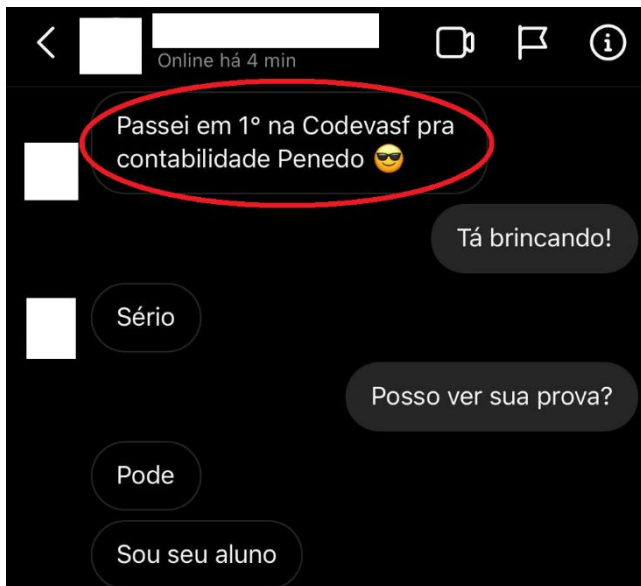 Online há 4 min
Passei em 1º na Codevasf pra
contabilidade Penedo 😎
Tá brincando!
Sério
Posso ver sua prova?
Pode
Sou seu aluno